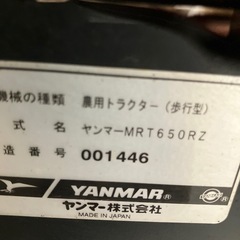 機械の種類 農用トラクター（歩行型）
式名 ヤンマーMRT650RZ
造番号 001446
YANMAR®
ヤンマー株式会社
MADE IN JAPAN